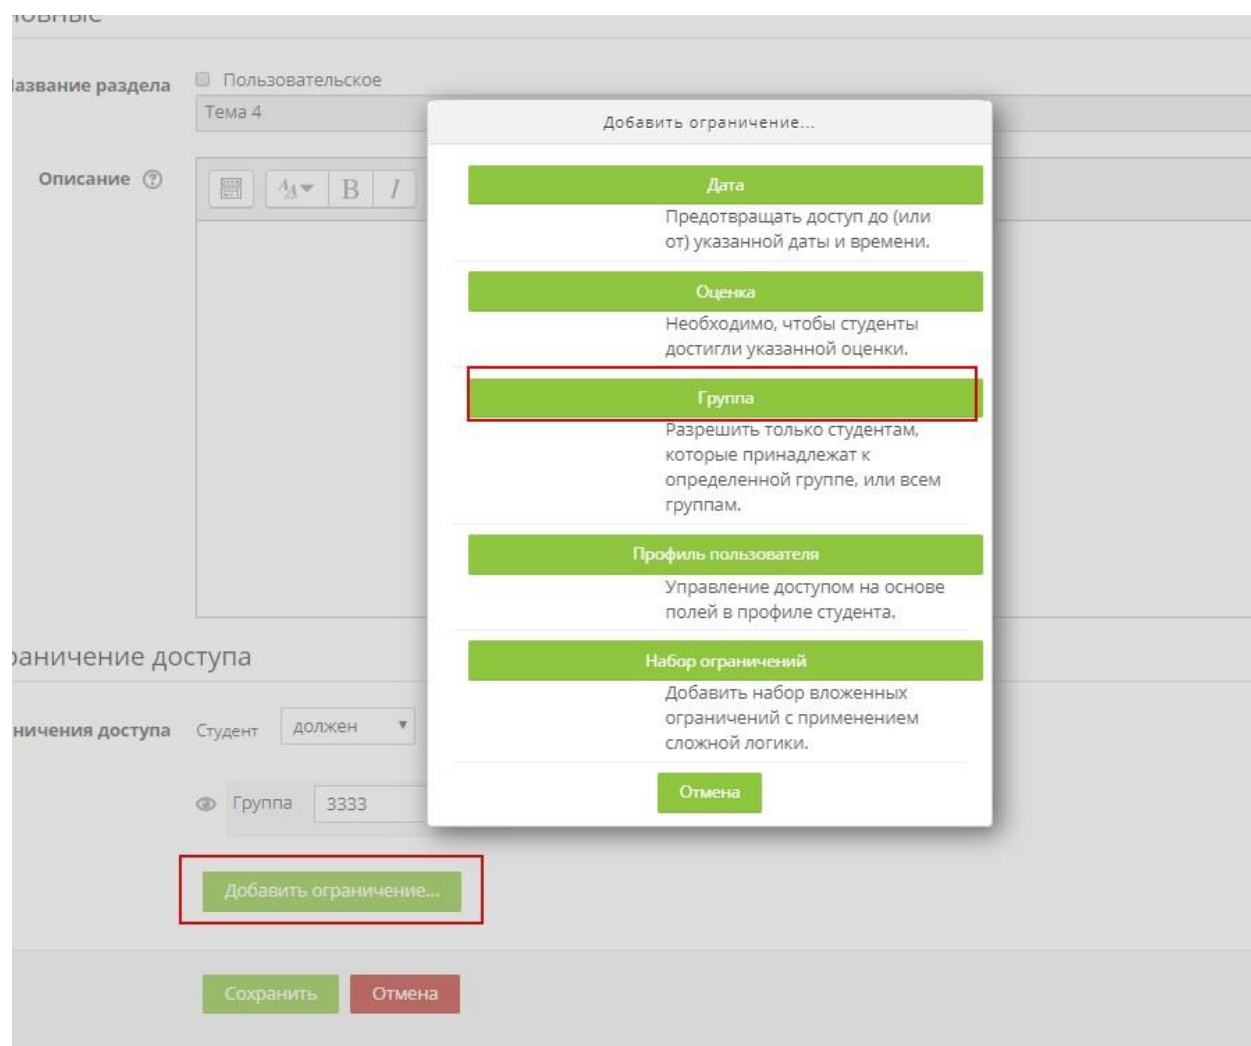 Название раздела
Пользовательское
Тема 4
Описание
B I
Добавить ограничение...
Дата
Предотвращать доступ до (или
от) указанной даты и времени.
Оценка
Необходимо, чтобы студенты
достигли указанной оценки.
Группа
Разрешить только студентам,
которые принадлежат к
определенной группе, или всем
группам.
Профиль пользователя
Управление доступом на основе
полей в профиле студента.
Набор ограничений
Добавить набор вложенных
ограничений с применением
сложной логики.
Отмена
раничение доступа
ничения доступа
Студент должен
Группа 3333
Добавить ограничение...
Сохранить Отмена